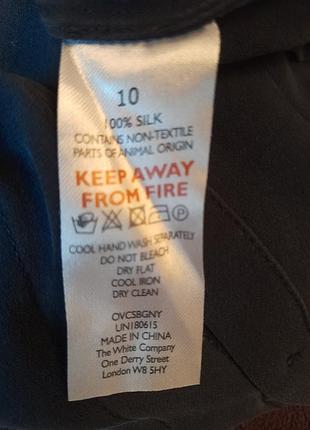 10
100% SILK
CONTAINS NON-TEXTILE
PARTS OF ANIMAL ORIGIN
KEEP AWAY
FROM FIRE
COOL HAND WASH SEPARATELY
DO NOT BLEACH
DRY FLAT
COOL IRON
DRY CLEAN
OVCSBGNY
UN180615
MADE IN CHINA
The White Company
One Derry Street
London W8 5HY